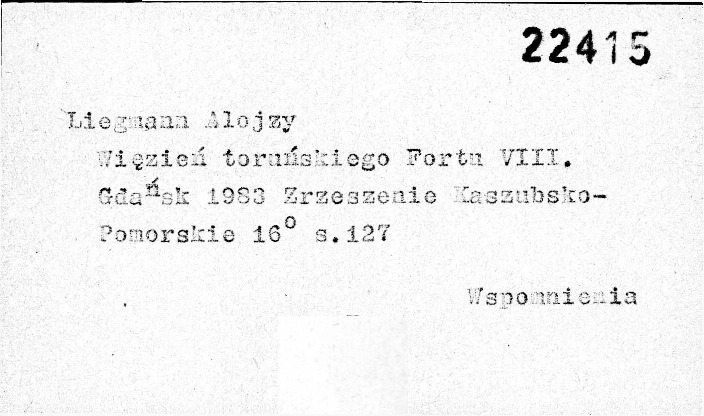 22415
Liegmann Alojzy
Więzień toruńskiego Fortu VIII.
Gdańsk 1983 Zrzeszenie Kaszubsko-
Pomorskie 16° s.127
Wspomnienia